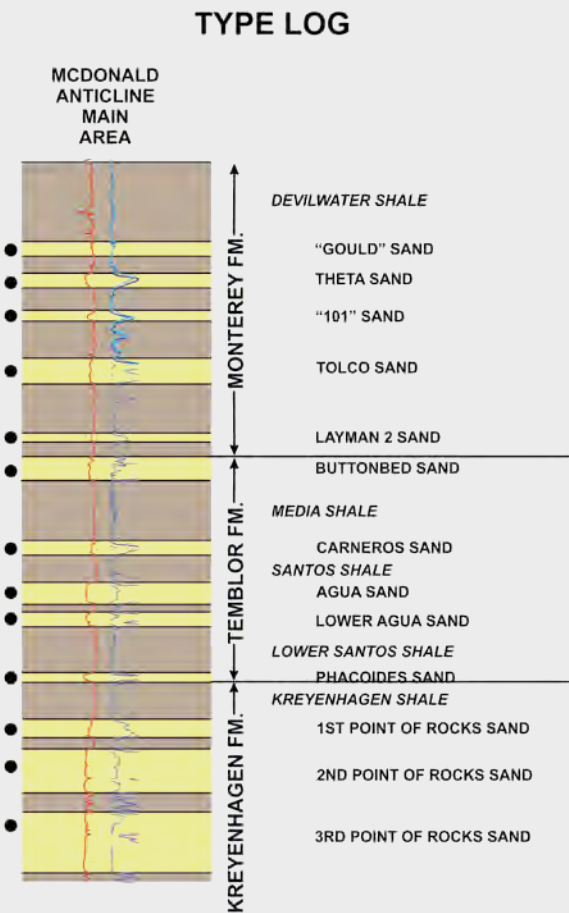 TYPE LOG
MCDONALD
ANTICLINE
MAIN
AREA
MONTEREY FM.
DEVILWATER SHALE
“GOULD” SAND
THETA SAND
“101” SAND
TOLCO SAND
LAYMAN 2 SAND
TEMBLOR FM.
BUTTONBED SAND
MEDIA SHALE
CARNEROS SAND
SANTOS SHALE
AGUA SAND
LOWER AGUA SAND
LOWER SANTOS SHALE
PHACOIDES SAND
KREYENHAGEN FM.
KREYENHAGEN SHALE
1ST POINT OF ROCKS SAND
2ND POINT OF ROCKS SAND
3RD POINT OF ROCKS SAND